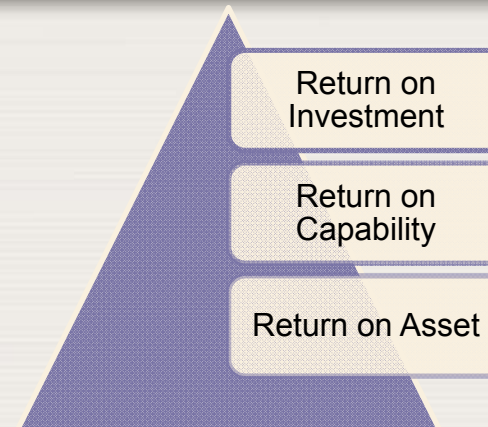 Return on
Investment
Return on
Capability
Return on Asset